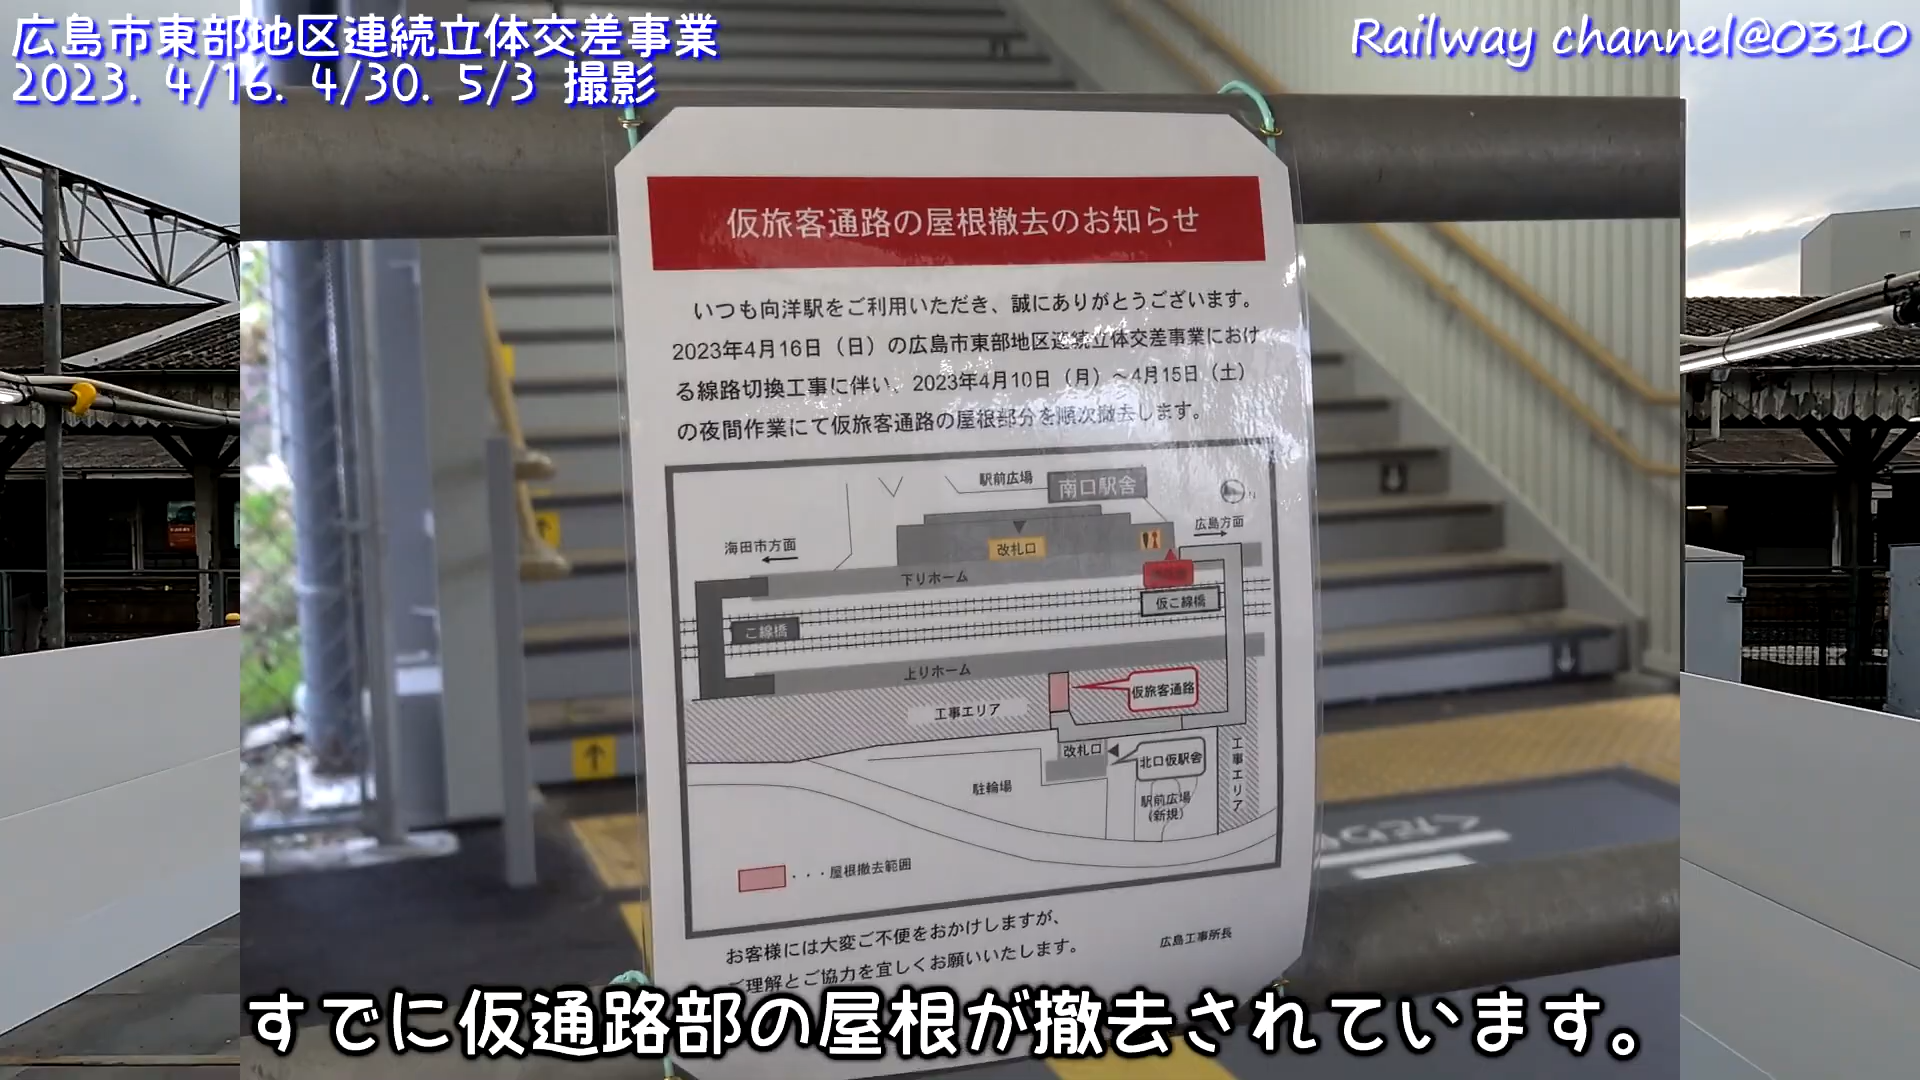 広島市東部地区連続立体交差事業
2023. 4/16. 4/30. 5/3 撮影
Railway channel@0310
仮旅客通路の屋根撤去のお知らせ
いつも向洋駅をご利用いただき、誠にありがとうございます。
2023年4月16日（日）の広島市東部地区連続立体交差事業におけ
る線路切換工事に伴い、2023年4月10日（月）～4月15日（土）
の夜間作業にて仮旅客通路の屋根部分を順次撤去します。
駅前広場
南口駅舎
N
広島方面
海田市方面
改札口
下りホーム
仮こ線橋
こ線橋
上りホーム
仮旅客通路
工事エリア
改札口
北口仮駅舎
工事エリア
駐輪場
駅前広場
(新規)
・・・屋根撤去範囲
お客様には大変ご不便をおかけしますが、
ご理解とご協力を宜しくお願いいたします。
広島工事所長
すでに仮通路部の屋根が撤去されています。